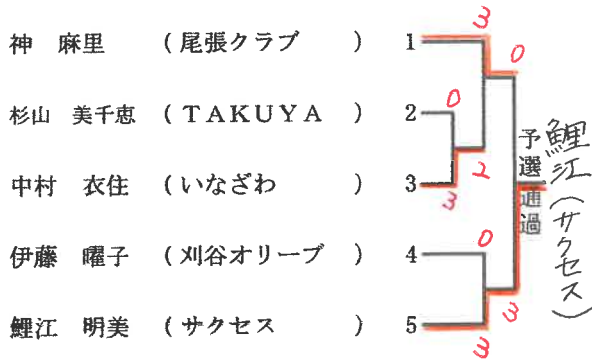 神 麻里 (尾張クラブ ) 1
3
0
杉山 美千恵 (TAKUYA ) 2
0
中村 衣住 (いなざわ ) 3
3
2
伊藤 曜子 (刈谷オリーブ ) 4
0
鯉江 明美 (サクセス ) 5
3
3
予選通過
鯉江(サクセス)